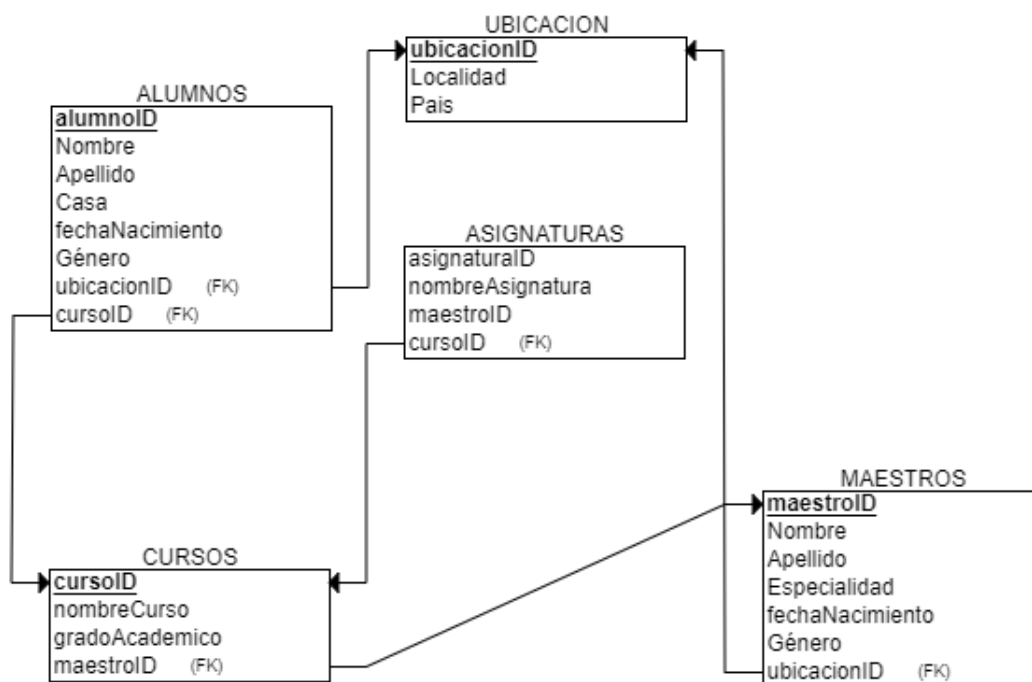 UBICACION
ubicacionID
Localidad
Pais
ALUMNOS
alumnoID
Nombre
Apellido
Casa
fechaNacimiento
Género
ubicacionID (FK)
cursoID (FK)
ASIGNATURAS
asignaturaID
nombreAsignatura
maestroID
cursoID (FK)
MAESTROS
maestroID
Nombre
Apellido
Especialidad
fechaNacimiento
Género
ubicacionID (FK)
CURSOS
cursoID
nombreCurso
gradoAcademico
maestroID (FK)